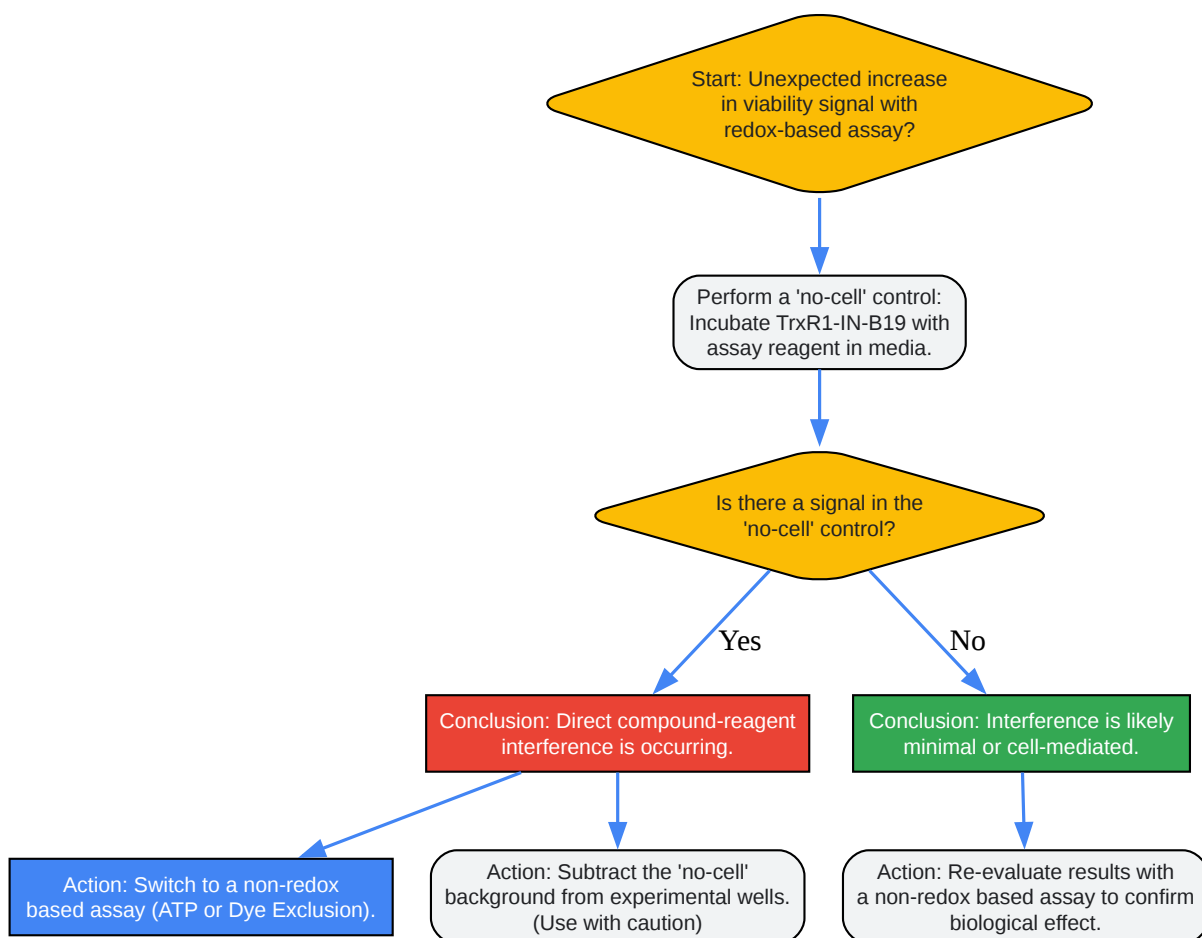 Start: Unexpected increase
in viability signal with
redox-based assay?
Perform a 'no-cell' control:
Incubate TrxR1-IN-B19 with
assay reagent in media.
Is there a signal in the
'no-cell' control?
Yes
No
Conclusion: Direct compound-reagent
interference is occurring.
Conclusion: Interference is likely
minimal or cell-mediated.
Action: Switch to a non-redox
based assay (ATP or Dye Exclusion).
Action: Subtract the 'no-cell'
background from experimental wells.
(Use with caution)
Action: Re-evaluate results with
a non-redox based assay to confirm
biological effect.